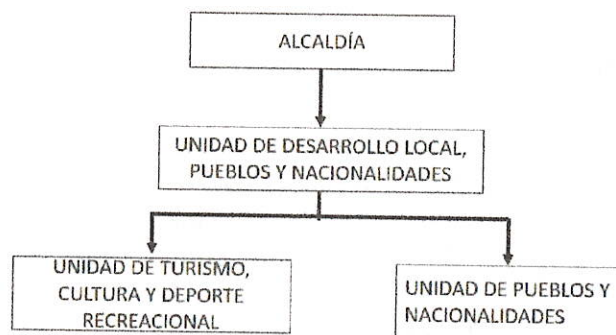 ALCALDÍA
UNIDAD DE DESARROLLO LOCAL,
PUEBLOS Y NACIONALIDADES
UNIDAD DE TURISMO,
CULTURA Y DEPORTE
RECREACIONAL
UNIDAD DE PUEBLOS Y
NACIONALIDADES